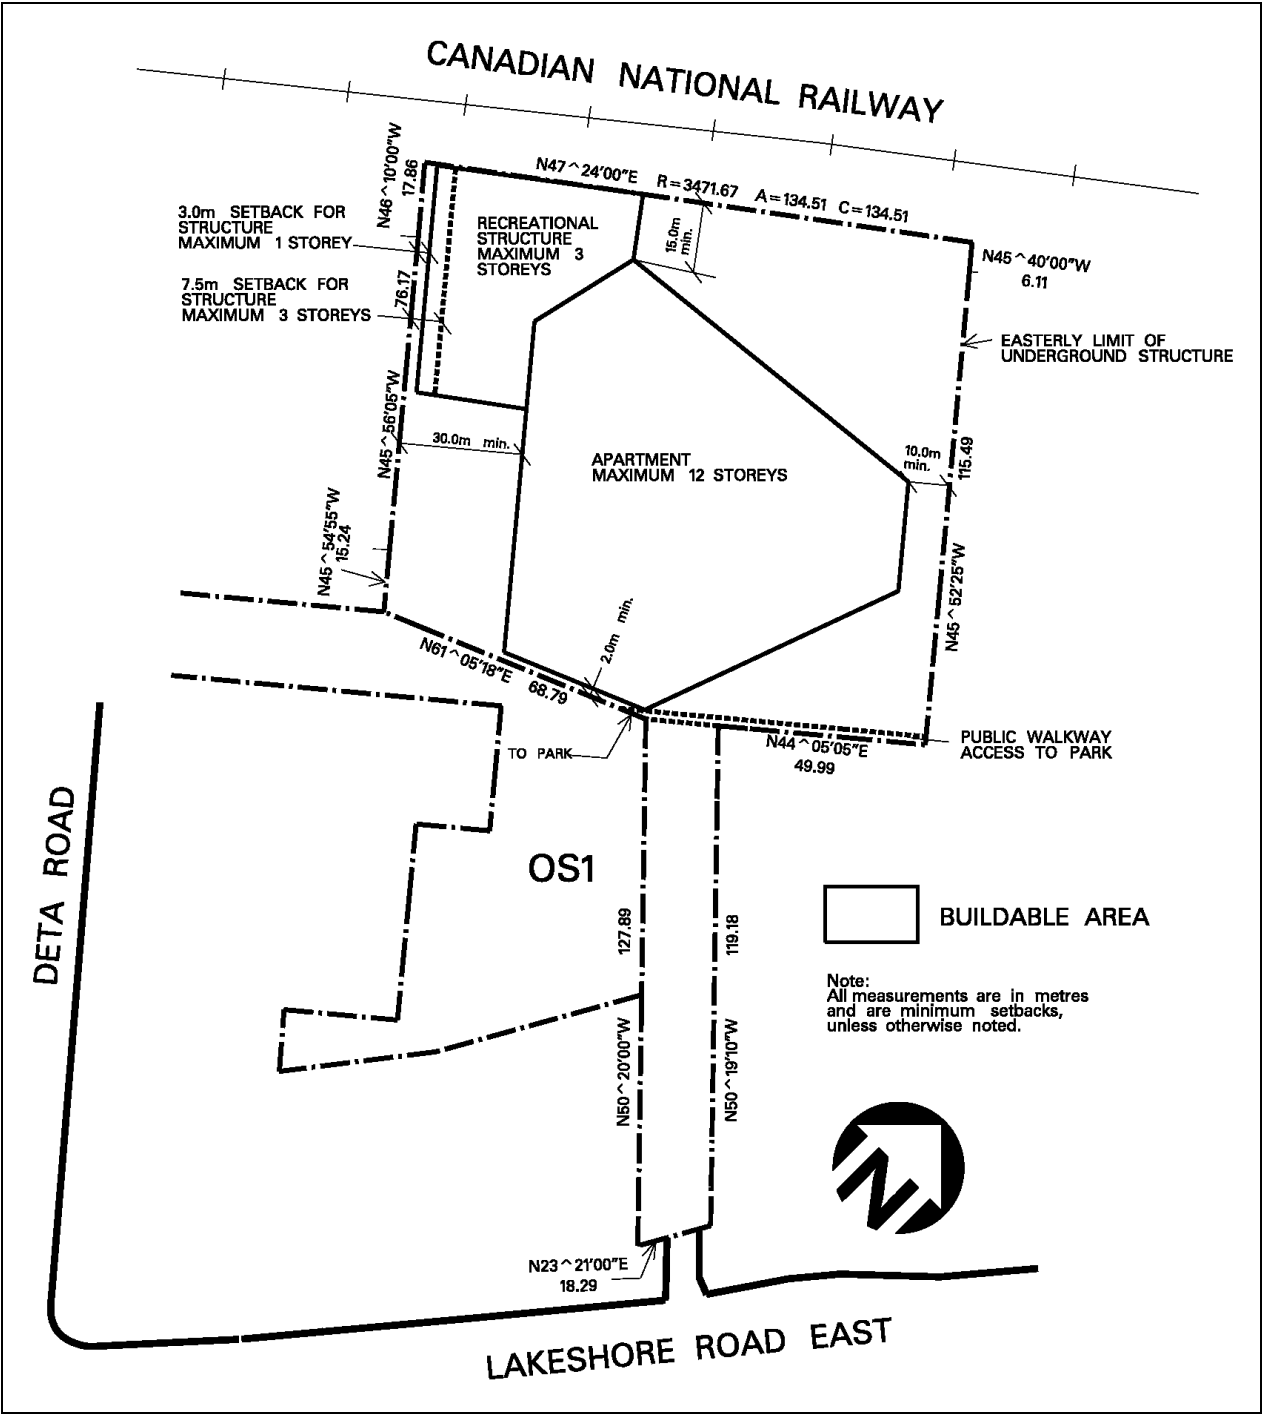 CANADIAN NATIONAL RAILWAY
N46^10'00"W
17.86
N47^24'00"E R=3471.67 A=134.51 C=134.51
3.0m SETBACK FOR
STRUCTURE
MAXIMUM 1 STOREY
RECREATIONAL
STRUCTURE
MAXIMUM 3
STOREYS
15.0m
min.
N45^40'00"W
6.11
7.5m SETBACK FOR
STRUCTURE
MAXIMUM 3 STOREYS
76.17
EASTERLY LIMIT OF
UNDERGROUND STRUCTURE
N45^56'05"W
30.0m min.
APARTMENT
MAXIMUM 12 STOREYS
10.0m
min.
115.49
N45^54'55"W
15.24
N45^52'25"W
2.0m min.
N61^05'18"E
68.79
TO PARK
N44^05'05"E
49.99
PUBLIC WALKWAY
ACCESS TO PARK
DETA ROAD
OS1
127.89
119.18
BUILDABLE AREA
Note:
All measurements are in metres
and are minimum setbacks,
unless otherwise noted.
N50^20'00"W
N50^19'10"W
N
N23^21'00"E
18.29
LAKESHORE ROAD EAST